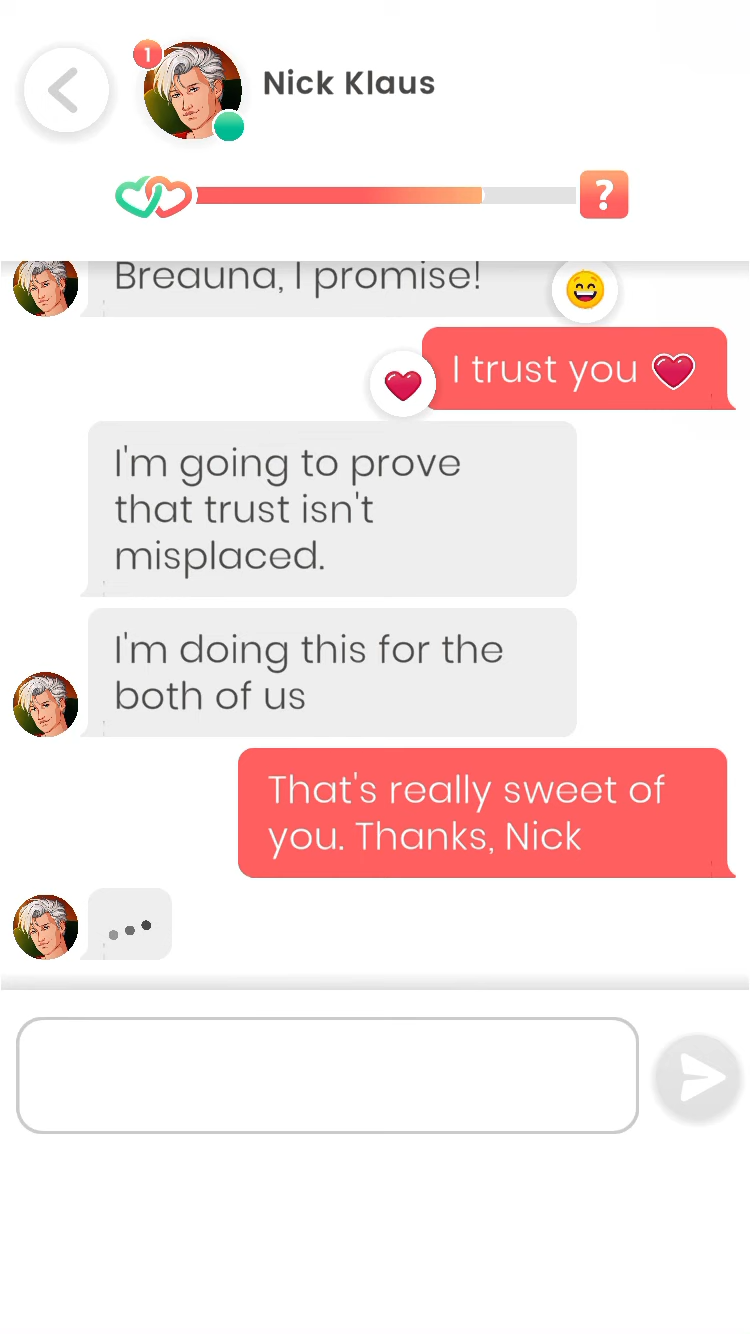 1
Nick Klaus
?
Breauna, I promise!
I trust you
I'm going to prove
that trust isn't
misplaced.
I'm doing this for the
both of us
That's really sweet of
you. Thanks, Nick